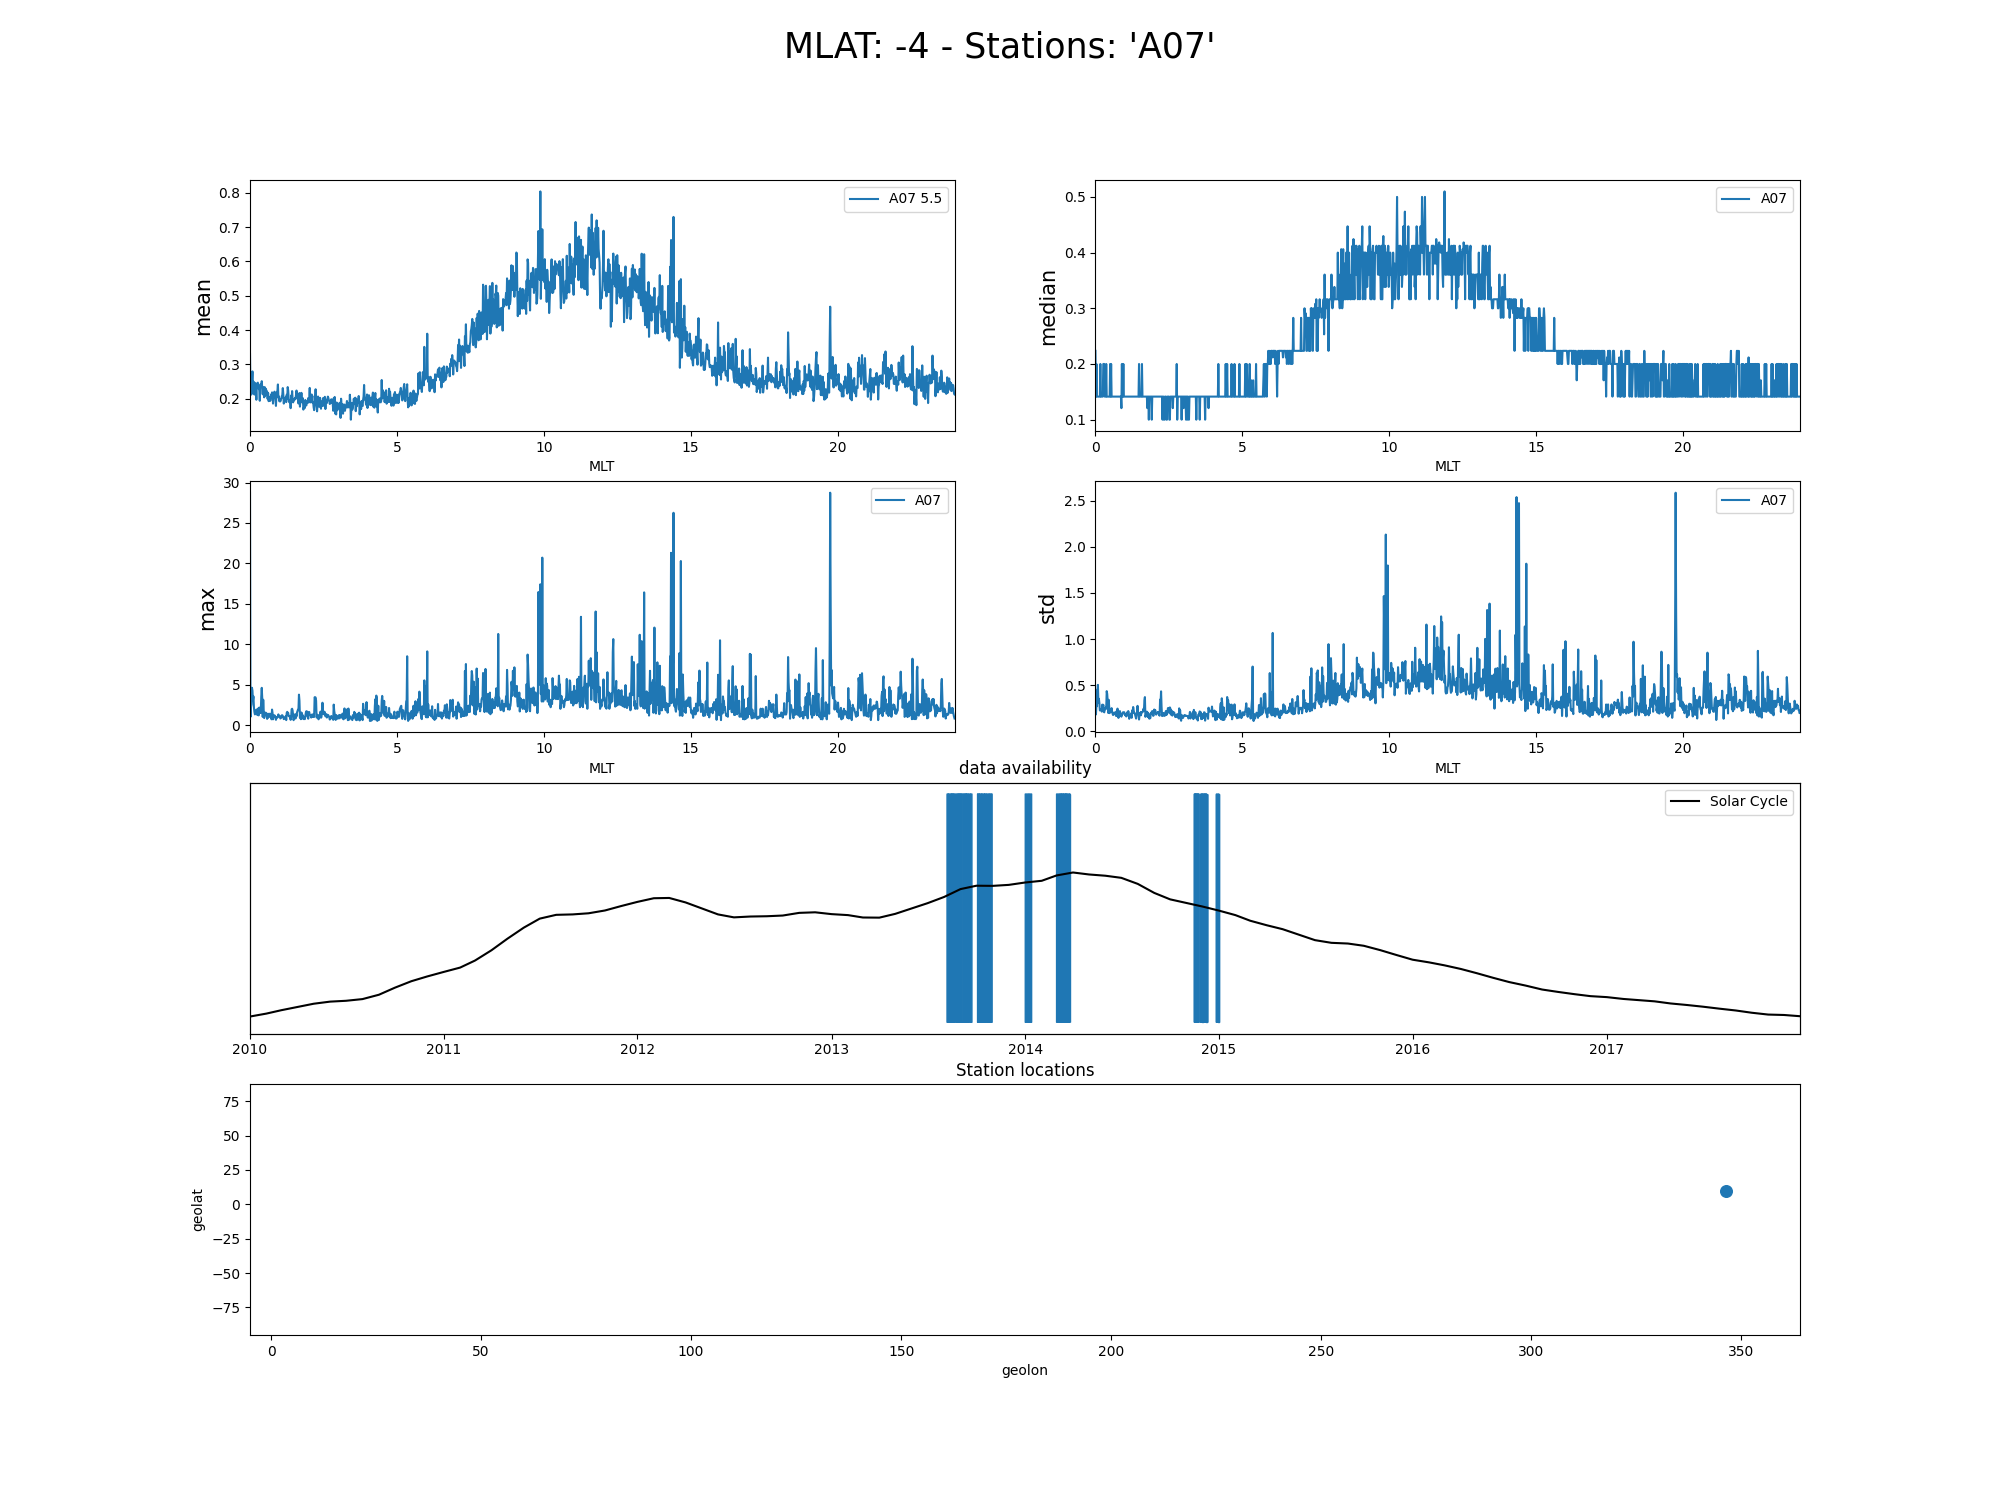 MLAT: -4 - Stations: 'A07'
mean
0.8
0.7
0.6
0.5
0.4
0.3
0.2
A07 5.5
0 5 10 15 20
MLT
median
0.5
0.4
0.3
0.2
0.1
A07
0 5 10 15 20
MLT
max
30
25
20
15
10
5
0
A07
0 5 10 15 20
MLT
std
2.5
2.0
1.5
1.0
0.5
0.0
A07
0 5 10 15 20
MLT
data availability
Solar Cycle
2010 2011 2012 2013 2014 2015 2016 2017
Station locations
geolat
75
50
25
0
−25
−50
−75
0 50 100 150 200 250 300 350
geolon